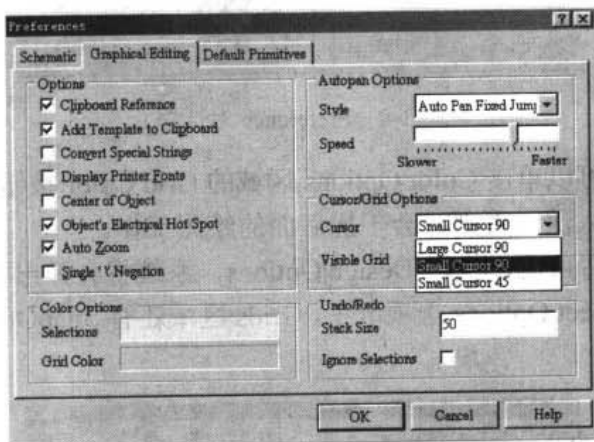 Preferences
Schematic Graphical Editing Default Primitives
Options
Clipboard Reference
Add Template to Clipboard
Convert Special Strings
Display Printer Fonts
Center of Object
Object's Electrical Hot Spot
Auto Zoom
Single '\' Negation
Color Options
Selections
Grid Color
Autopan Options
Style Auto Pan Fixed Jump
Speed
Slower Faster
Cursor/Grid Options
Cursor Small Cursor 90
Large Cursor 90
Visible Grid Small Cursor 90
Small Cursor 45
Undo/Redo
Stack Size 50
Ignore Selections
OK Cancel Help